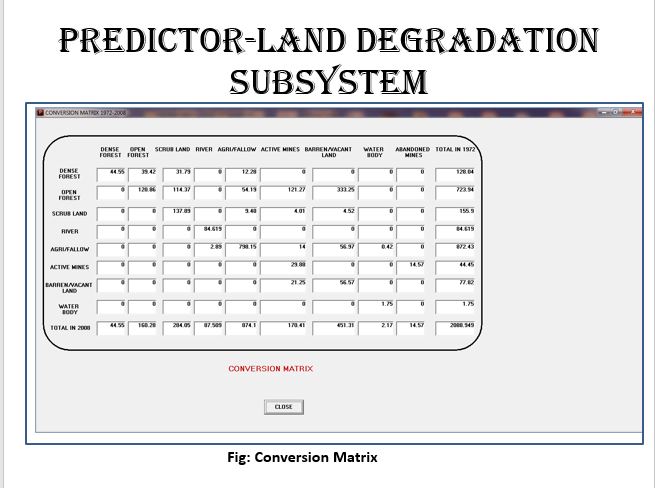 PREDICTOR-LAND DEGRADATION
SUBSYSTEM
CONVERSION MATRIX 1972-2008
DENSE FOREST OPEN FOREST SCRUB LAND RIVER AGRI/FALLOW ACTIVE MINES BARREN/VACANT LAND WATER BODY ABANDONED MINES TOTAL IN 1972
DENSE FOREST 44.55 39.42 31.79 0 12.28 0 0 0 0 128.04
OPEN FOREST 0 120.86 114.37 0 54.19 121.27 333.25 0 0 723.94
SCRUB LAND 0 0 137.89 0 9.48 4.01 4.52 0 0 155.9
RIVER 0 0 0 84.619 0 0 0 0 0 84.619
AGRI/FALLOW 0 0 0 2.89 798.15 14 56.97 0.42 0 872.43
ACTIVE MINES 0 0 0 0 0 29.88 0 0 14.57 44.45
BARREN/VACANT LAND 0 0 0 0 0 21.25 56.57 0 0 77.82
WATER BODY 0 0 0 0 0 0 0 1.75 0 1.75
TOTAL IN 2008 44.55 160.28 284.05 87.509 874.1 190.41 451.31 2.17 14.57 2088.949
CONVERSION MATRIX
CLOSE
Fig: Conversion Matrix